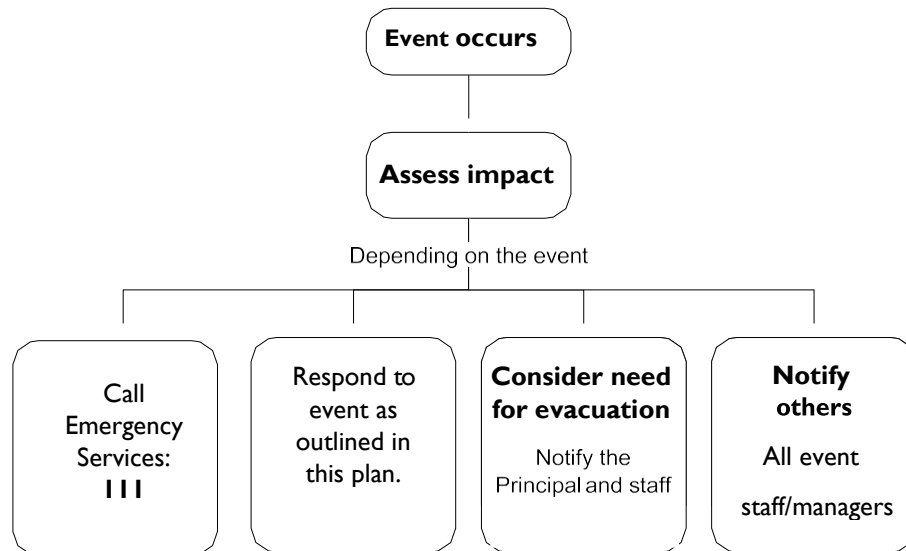 Event occurs
Assess impact
Depending on the event
Call
Emergency
Services:
111
Respond to
event as
outlined in
this plan.
Consider need
for evacuation
Notify the
Principal and staff
Notify
others
All event
staff/managers